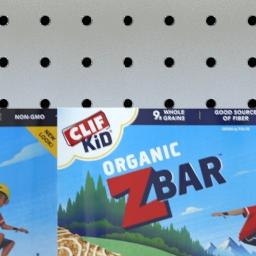 NON-GMO
NEW
LOOK!
CLIF
KID
9g WHOLE
GRAINS
GOOD SOURCE
OF FIBER
ORGANIC
ZBAR